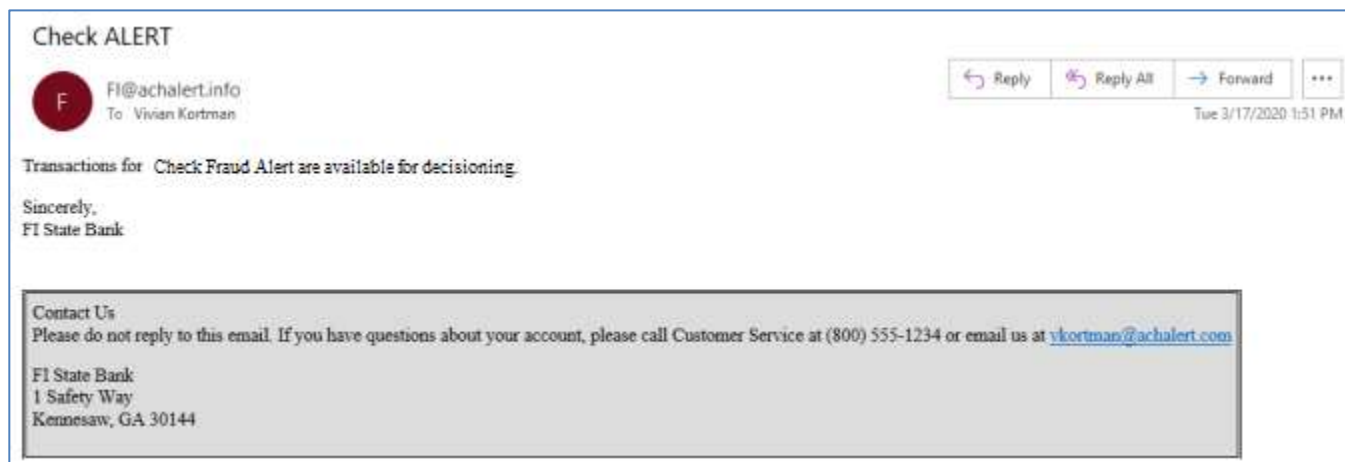 Check ALERT
F
FI@achalert.info
To Vivian Kortman
Reply
Reply All
Forward
Tue 3/17/2020 1:51 PM
Transactions for Check Fraud Alert are available for decisioning.
Sincerely,
FI State Bank
Contact Us
Please do not reply to this email. If you have questions about your account, please call Customer Service at (800) 555-1234 or email us at vkortman@achalert.com
FI State Bank
1 Safety Way
Kennesaw, GA 30144